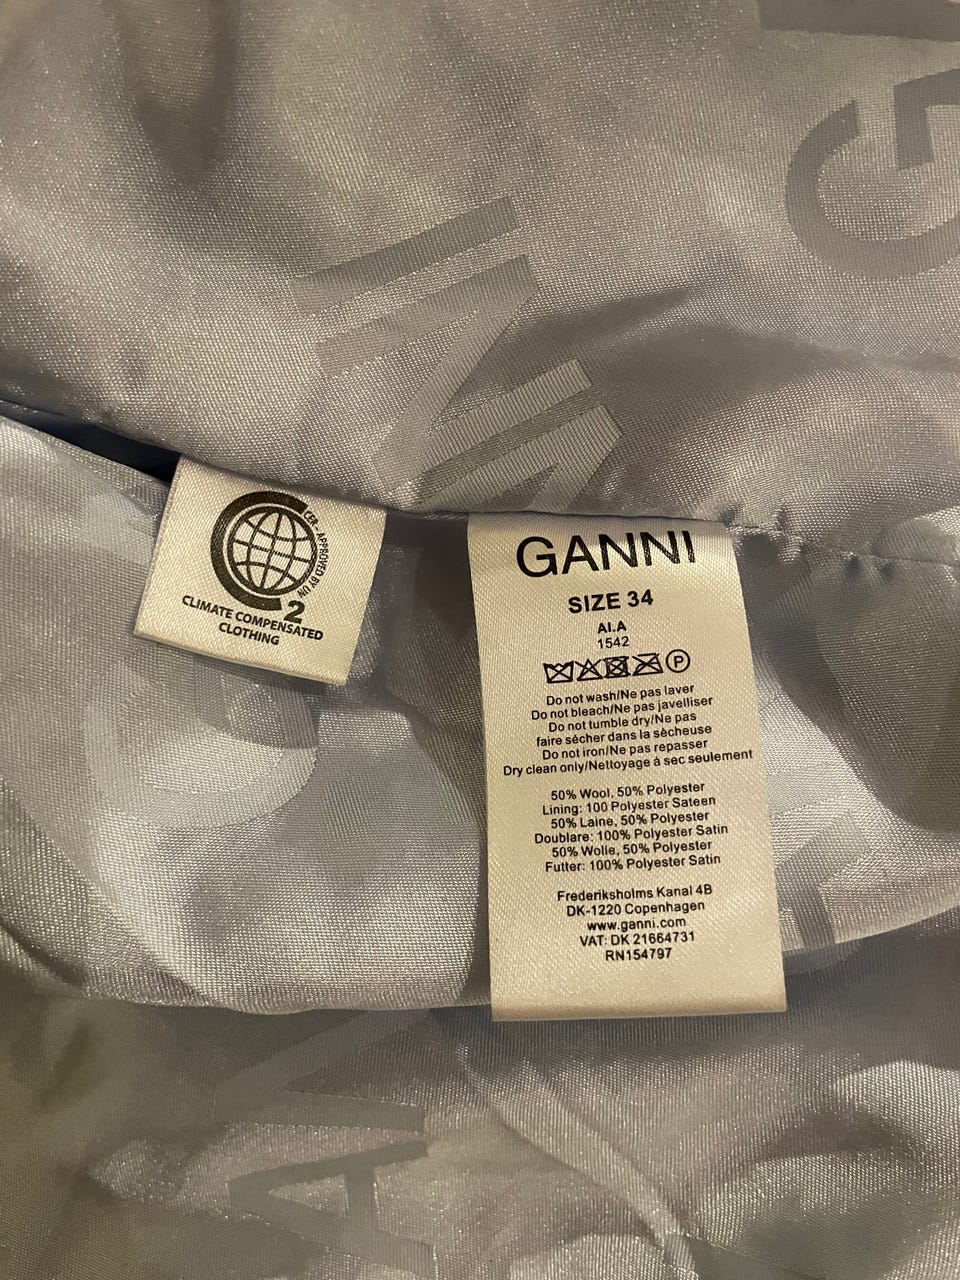 CER - APPROVED BY UN
2
CLIMATE COMPENSATED
CLOTHING
GANNI
SIZE 34
AI.A
1542
P
Do not wash/Ne pas laver
Do not bleach/Ne pas javelliser
Do not tumble dry/Ne pas
faire sécher dans la sècheuse
Do not iron/Ne pas repasser
Dry clean only/Nettoyage à sec seulement
50% Wool, 50% Polyester
Lining: 100 Polyester Sateen
50% Laine, 50% Polyester
Doublare: 100% Polyester Satin
50% Wolle, 50% Polyester
Futter: 100% Polyester Satin
Frederiksholms Kanal 4B
DK-1220 Copenhagen
www.ganni.com
VAT: DK 21664731
RN154797